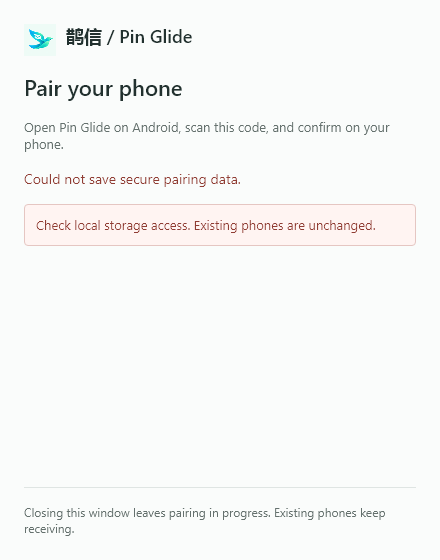 鹊信 / Pin Glide
Pair your phone
Open Pin Glide on Android, scan this code, and confirm on your
phone.
Could not save secure pairing data.
Check local storage access. Existing phones are unchanged.
Closing this window leaves pairing in progress. Existing phones keep
receiving.